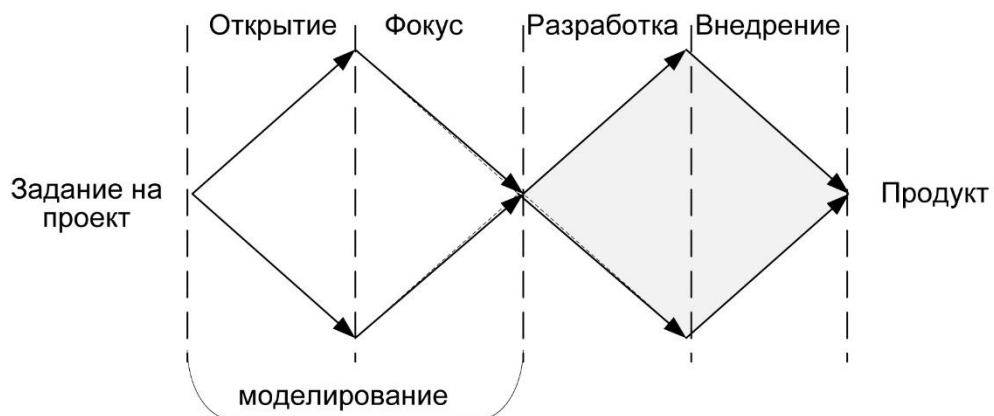 Открытие
Фокус
Разработка
Внедрение
Задание на
проект
Продукт
моделирование